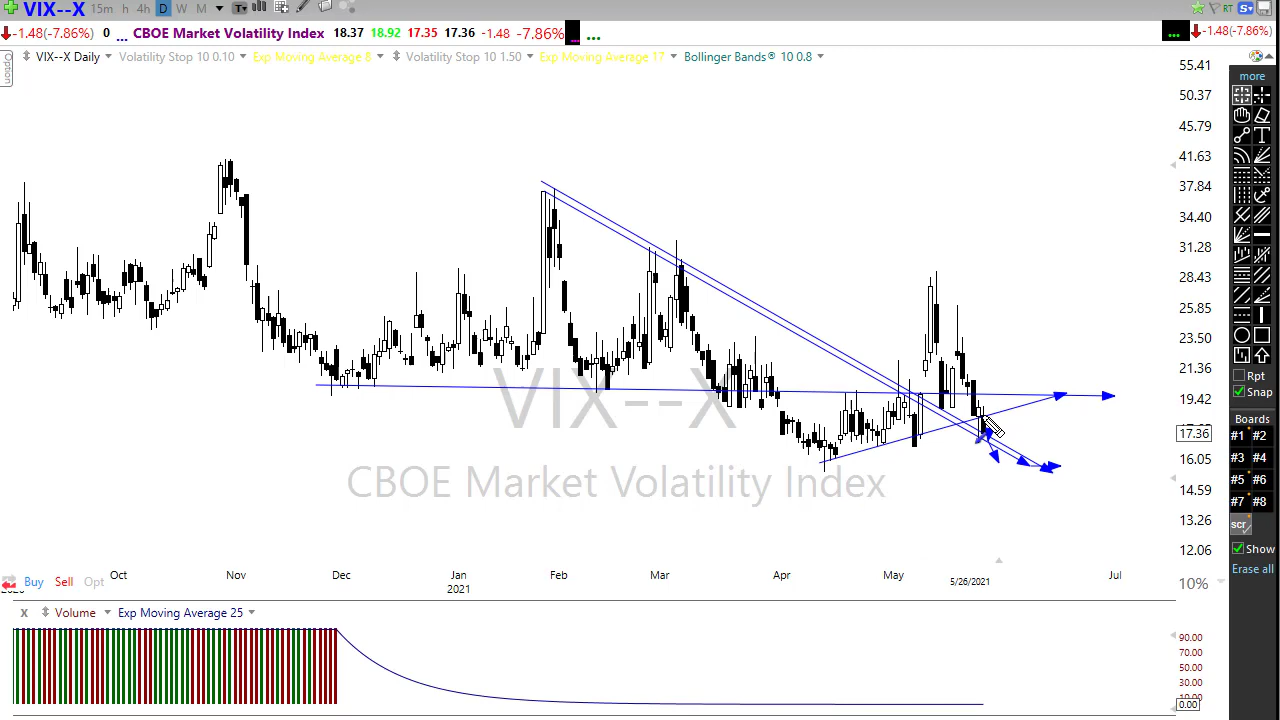 VIX--X 15m h 4h D W M T RT S
-1.48(-7.86%) 0 ... CBOE Market Volatility Index 18.37 18.92 17.35 17.36 -1.48 -7.86% ... ... -1.48(-7.86%)
Option
VIX--X Daily Volatility Stop 10 0.10 Exp Moving Average 8 Volatility Stop 10 1.50 Exp Moving Average 17 Bollinger Bands® 10 0.8
55.41
50.37
45.79
41.63
37.84
34.40
31.28
28.43
25.85
23.50
21.36
19.42
17.36
16.05
14.59
13.26
12.06
10%
VIX--X
CBOE Market Volatility Index
more
T
Rpt
Snap
Boards
#1 #2
#3 #4
#5 #6
#7 #8
scr
Show
Erase all
Buy Sell Opt
Oct Nov Dec Jan Feb Mar Apr May 5/26/2021 Jul
2021
X Volume Exp Moving Average 25
90.00
70.00
50.00
30.00
10.00
0.00